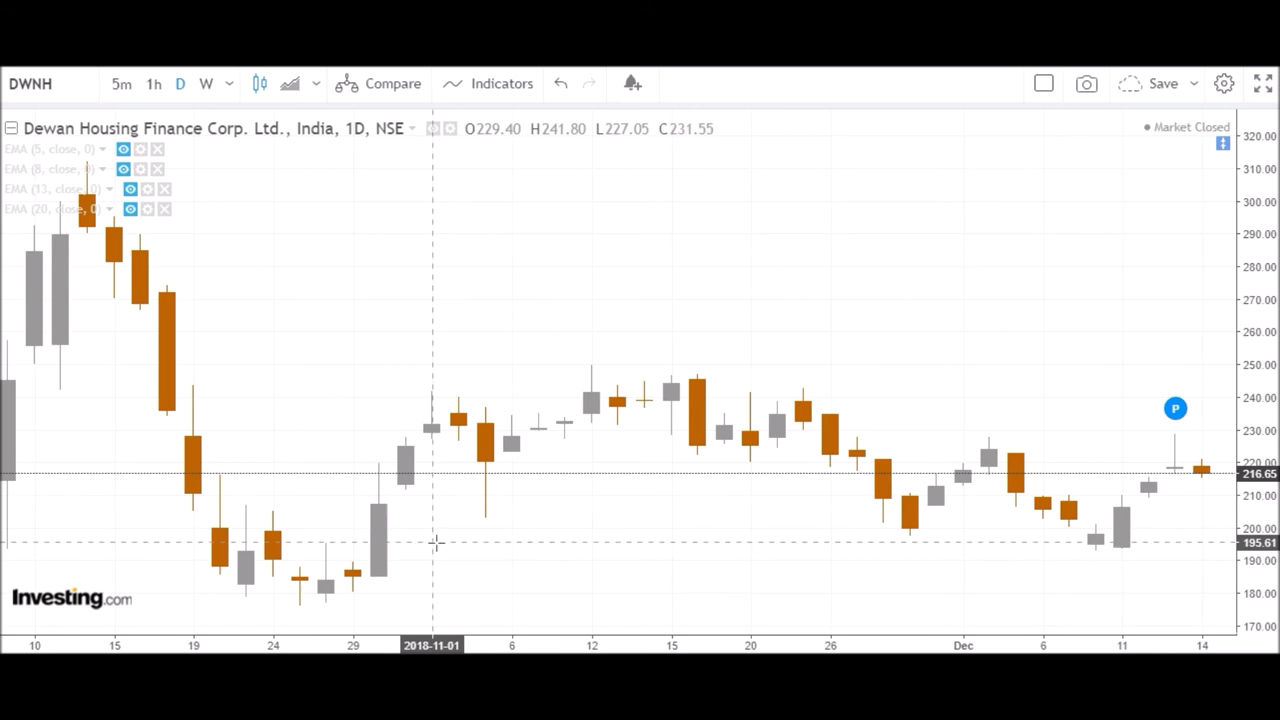 DWNH 5m 1h D W Compare Indicators Save
Dewan Housing Finance Corp. Ltd., India, 1D, NSE O229.40 H241.80 L227.05 C231.55 Market Closed
EMA (5, close, 0)
EMA (8, close, 0)
EMA (13, close, 0)
EMA (20, close, 0)
320.00
310.00
300.00
290.00
280.00
270.00
260.00
250.00
240.00
P
230.00
220.00
216.65
210.00
200.00
195.61
190.00
180.00
Investing.com
170.00
10 15 19 24 29 2018-11-01 6 12 15 20 26 Dec 6 11 14